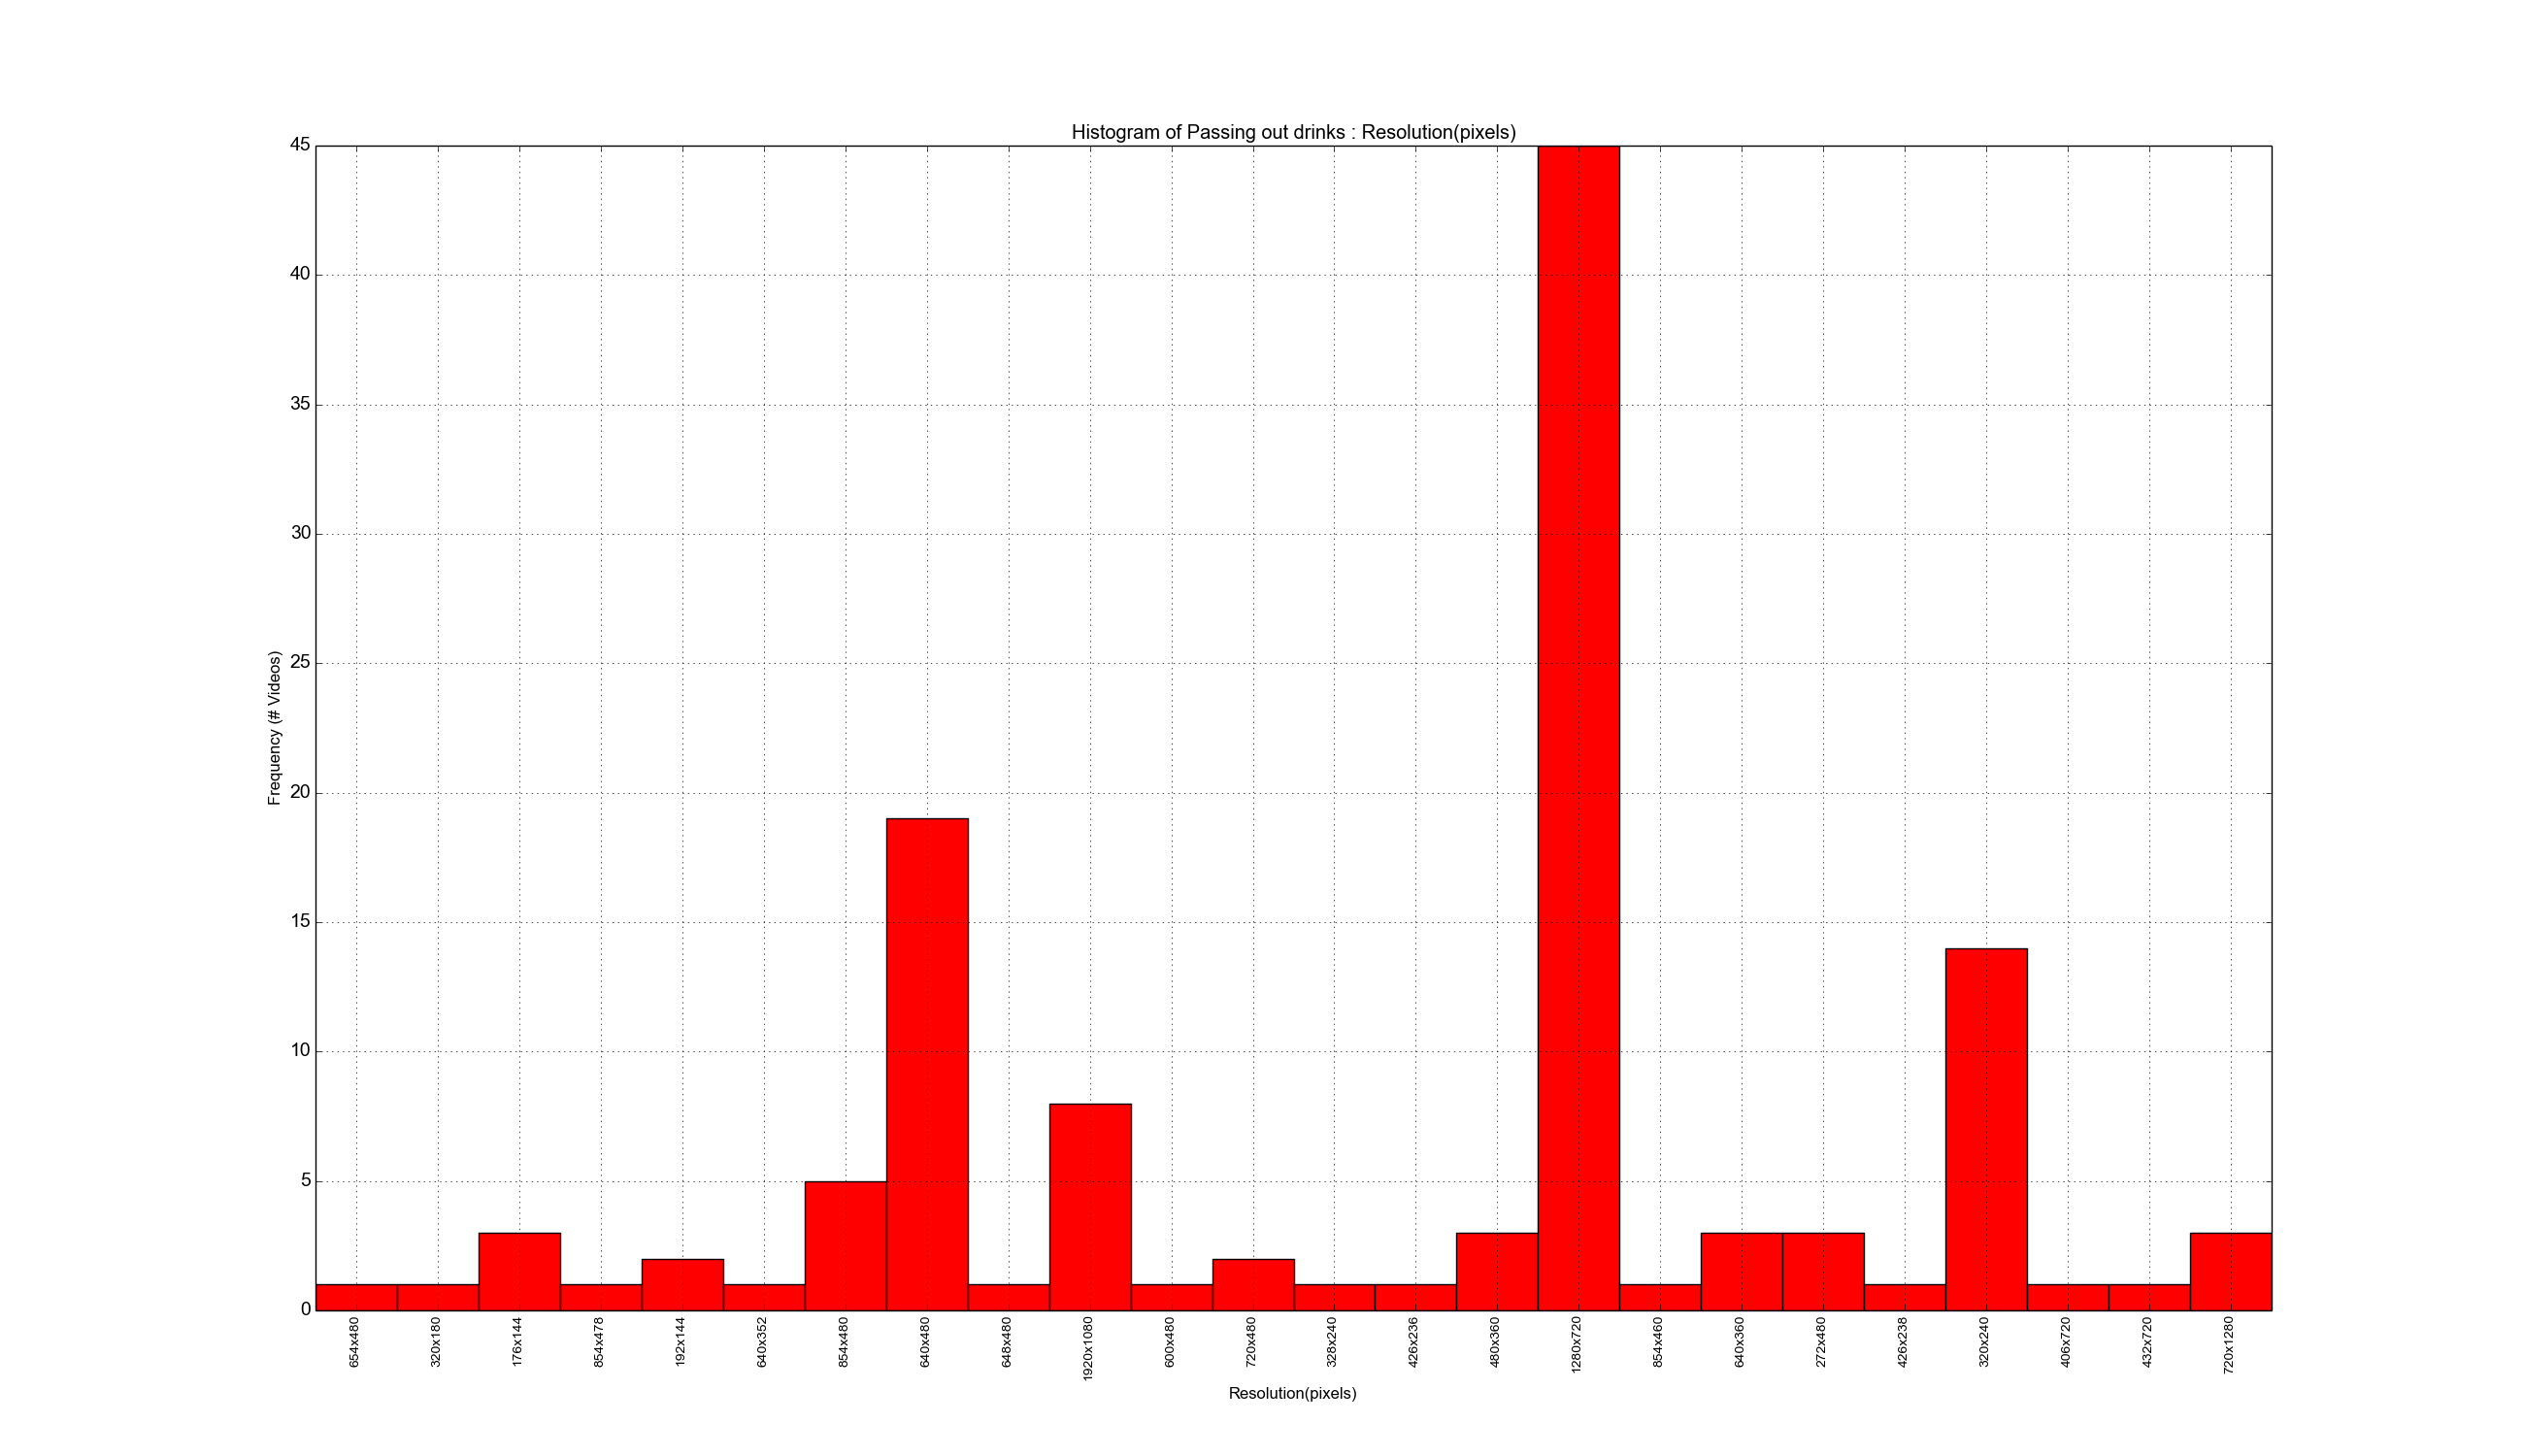 Histogram of Passing out drinks : Resolution(pixels)
45
40
35
30
25
20
15
10
5
0
Frequency (# Videos)
654x480
320x180
176x144
854x478
192x144
640x352
854x480
640x480
648x480
1920x1080
600x480
720x480
328x240
426x236
480x360
1280x720
854x460
640x360
272x480
426x238
320x240
406x720
432x720
720x1280
Resolution(pixels)